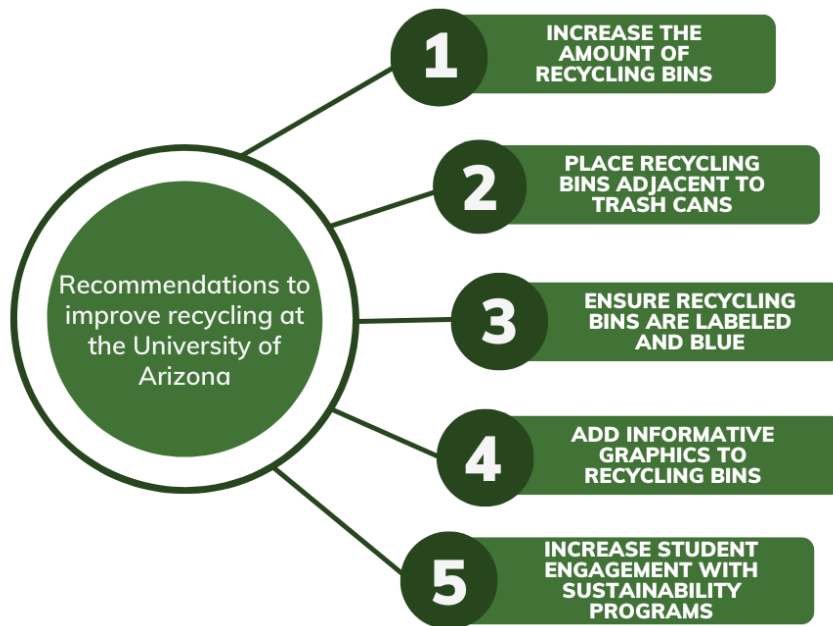 Recommendations to
improve recycling at
the University of
Arizona
1
INCREASE THE
AMOUNT OF
RECYCLING BINS
2
PLACE RECYCLING
BINS ADJACENT TO
TRASH CANS
3
ENSURE RECYCLING
BINS ARE LABELED
AND BLUE
4
ADD INFORMATIVE
GRAPHICS TO
RECYCLING BINS
5
INCREASE STUDENT
ENGAGEMENT WITH
SUSTAINABILITY
PROGRAMS